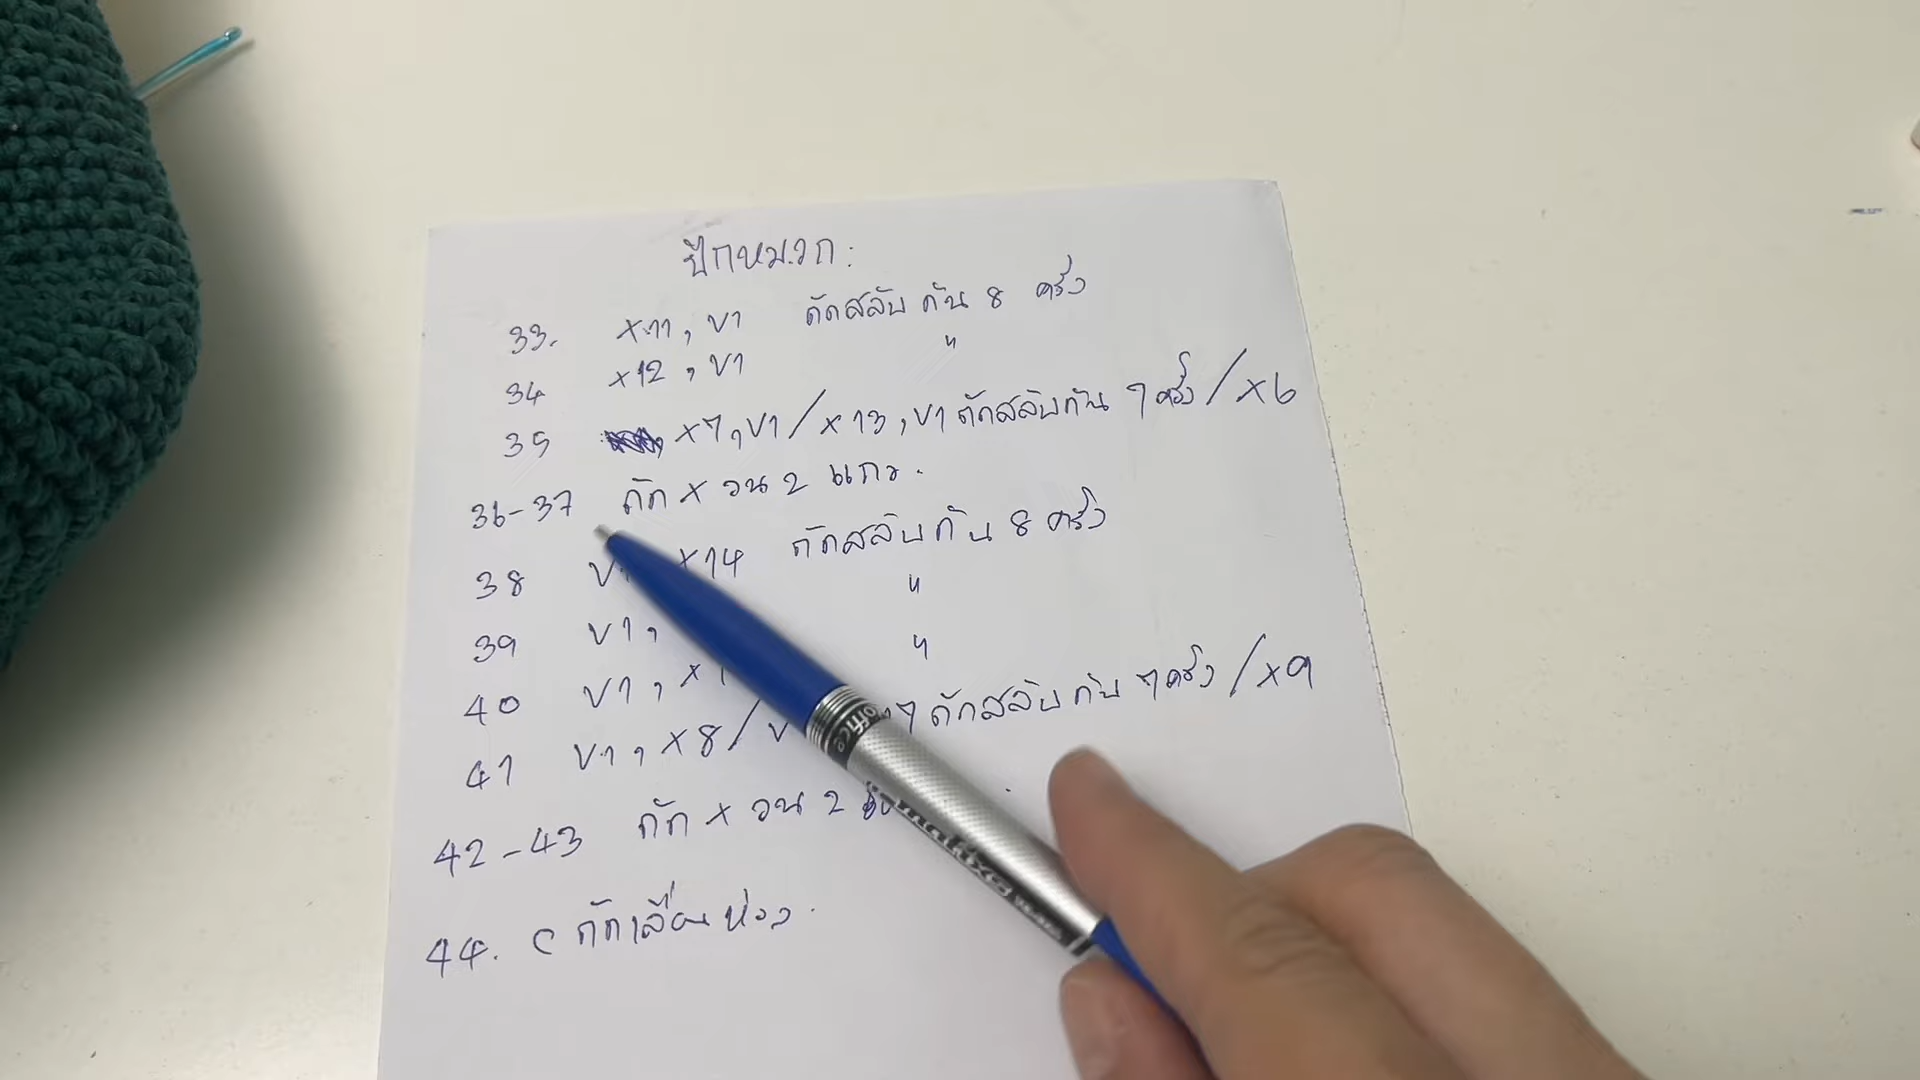 ปีกหมวก:
33. x11, V1 ถักสลับกัน 8 ครั้ง
34 x12, V1 "
35 x7, V1/x13, V1 ถักสลับกัน 7 ครั้ง/x6
36-37 ถัก x วน 2 แถว.
38 V1, x14 ถักสลับกัน 8 ครั้ง
39 V1, "
40 V1, x1 "
41 V1, x8/V ถักสลับกัน 7 ครั้ง/x9
42-43 ถัก x วน 2
44. C ถักเลื่อนห่วง.
office